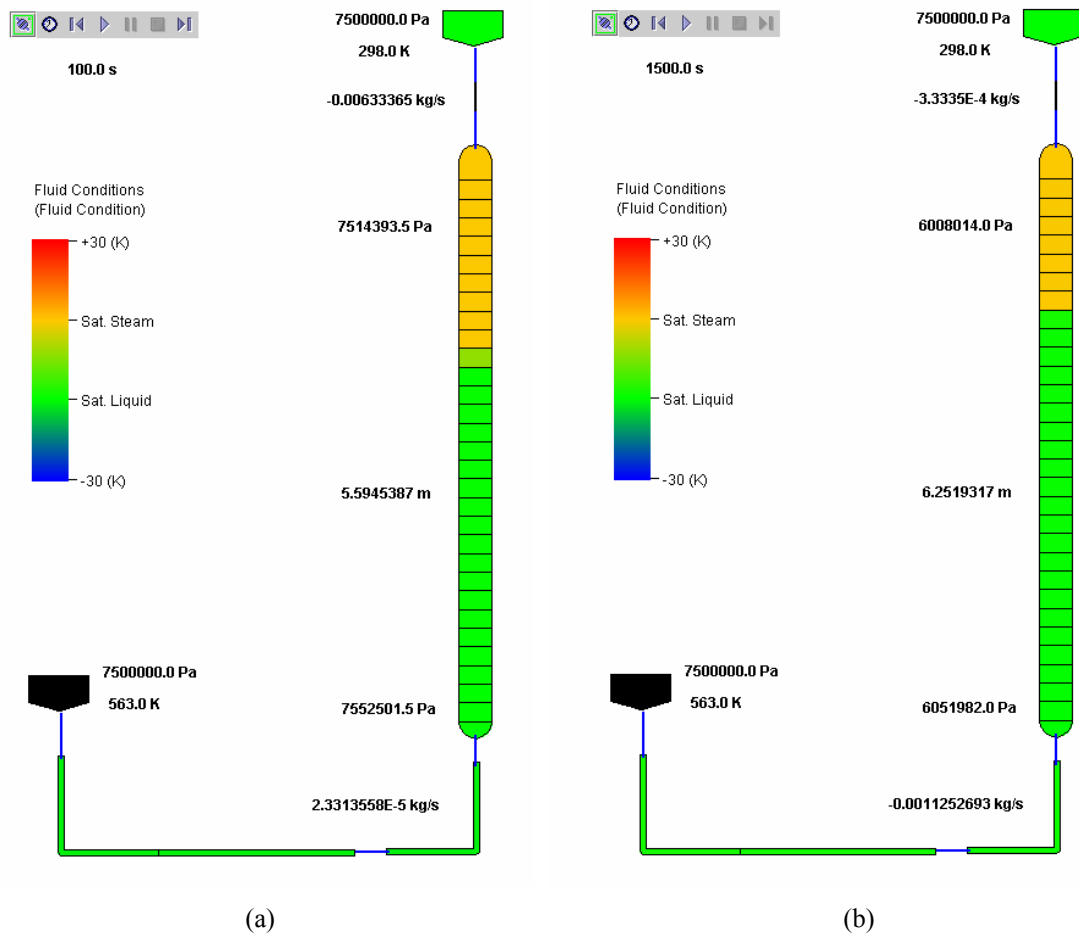 7500000.0 Pa
298.0 K
100.0 s
-0.00633365 kg/s
Fluid Conditions
(Fluid Condition)
7514393.5 Pa
+30 (K)
Sat. Steam
Sat. Liquid
-30 (K)
5.5945387 m
7500000.0 Pa
563.0 K
7552501.5 Pa
2.3313558E-5 kg/s
(a)
7500000.0 Pa
298.0 K
1500.0 s
-3.3335E-4 kg/s
Fluid Conditions
(Fluid Condition)
6008014.0 Pa
+30 (K)
Sat. Steam
Sat. Liquid
-30 (K)
6.2519317 m
7500000.0 Pa
563.0 K
6051982.0 Pa
-0.0011252693 kg/s
(b)